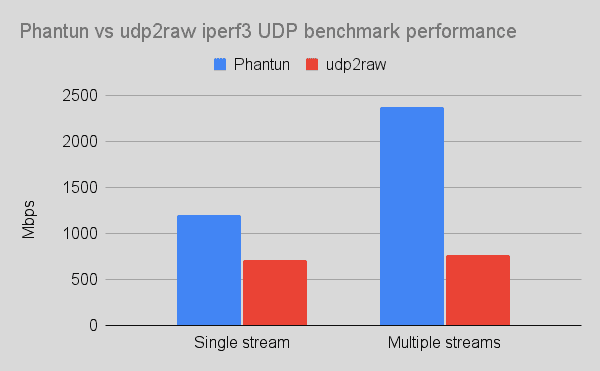 Phantun vs udp2raw iperf3 UDP benchmark performance
Phantun
udp2raw
Mbps
2500
2000
1500
1000
500
0
Single stream
Multiple streams